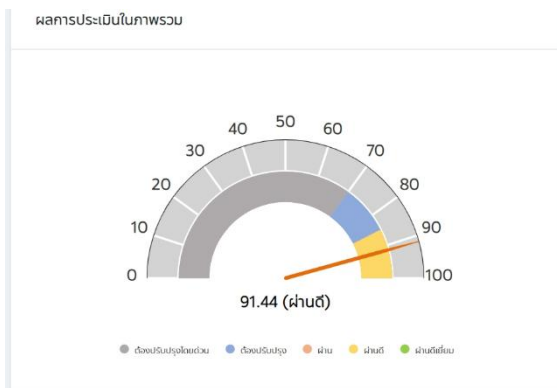 ผลการประเมินในภาพรวม
50
40 60
30 70
20 80
10 90
0 100
91.44 (ผ่านดี)
ต้องปรับปรุงโดยด่วน ต้องปรับปรุง ผ่าน ผ่านดี ผ่านดีเยี่ยม